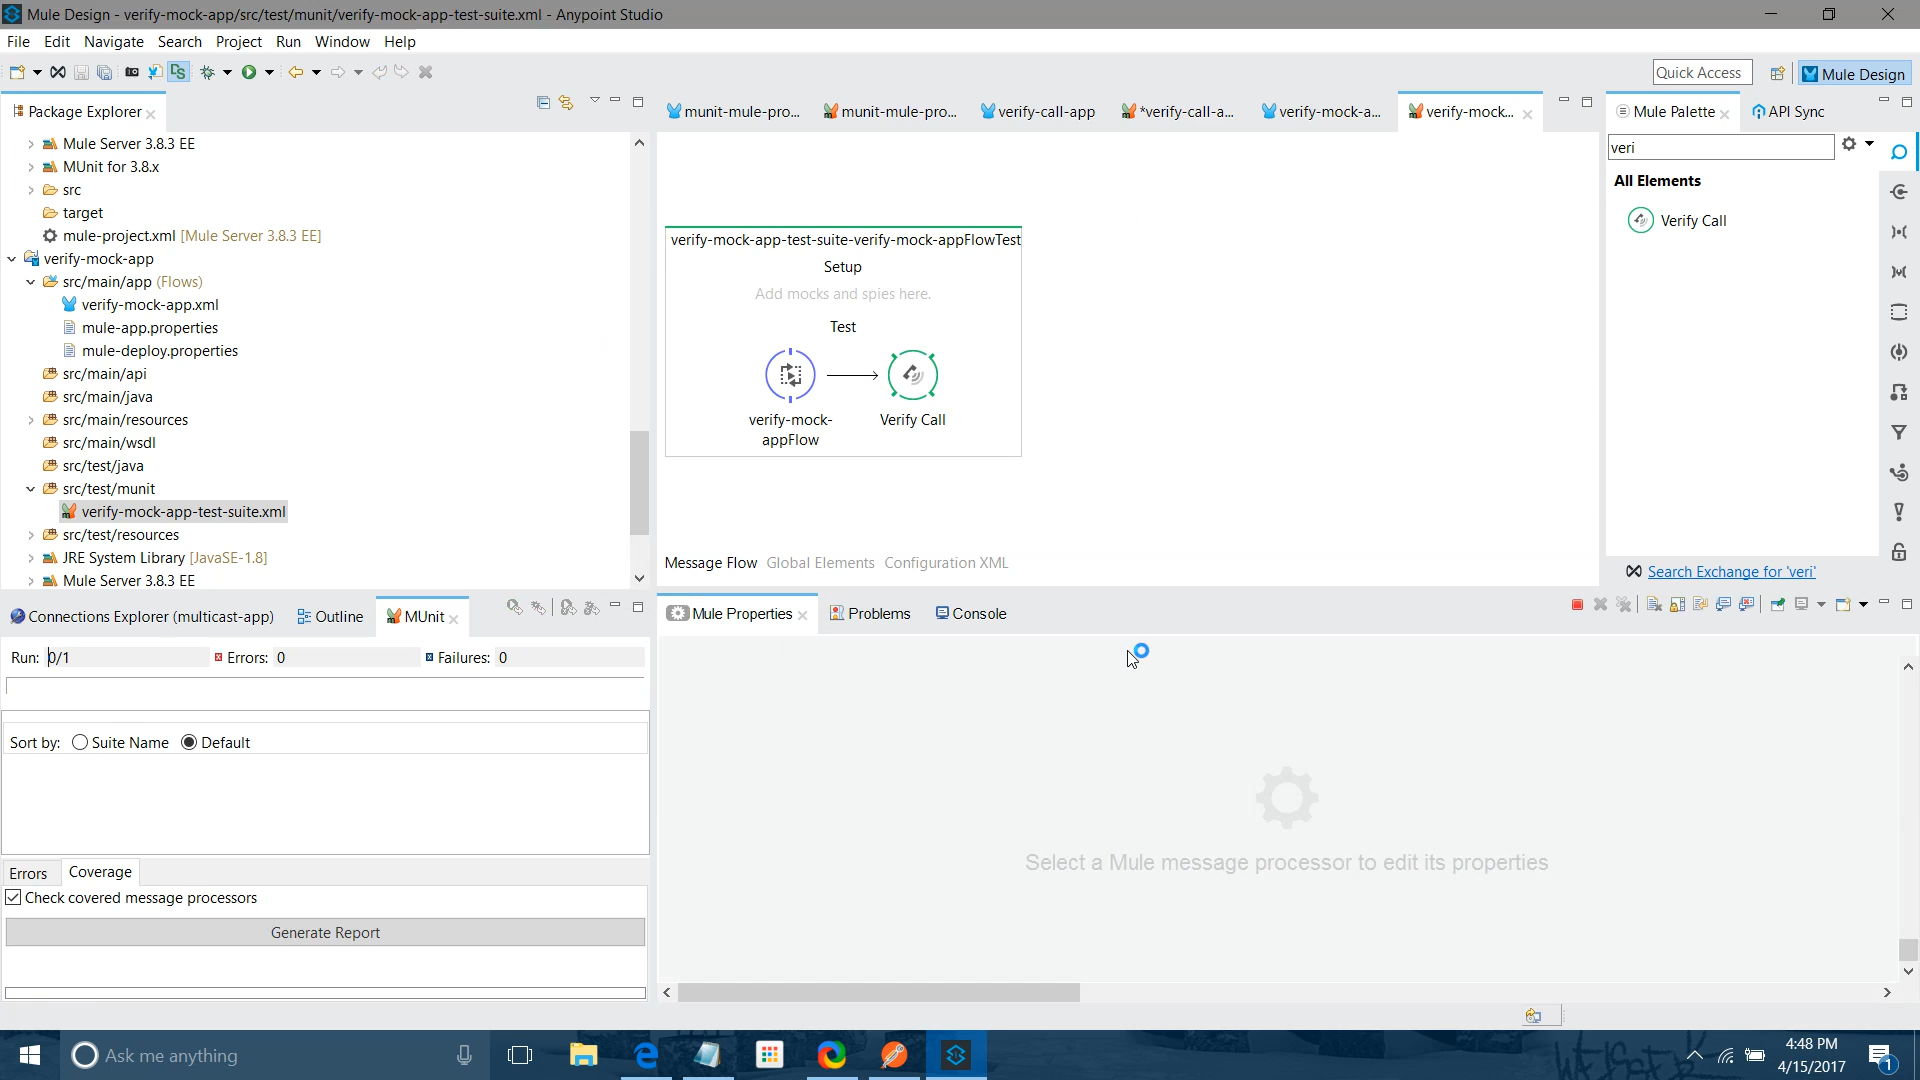 Mule Design - verify-mock-app/src/test/munit/verify-mock-app-test-suite.xml - Anypoint Studio
File Edit Navigate Search Project Run Window Help
Quick Access
Mule Design
Package Explorer
Mule Server 3.8.3 EE
MUnit for 3.8.x
src
target
mule-project.xml [Mule Server 3.8.3 EE]
verify-mock-app
src/main/app (Flows)
verify-mock-app.xml
mule-app.properties
mule-deploy.properties
src/main/api
src/main/java
src/main/resources
src/main/wsdl
src/test/java
src/test/munit
verify-mock-app-test-suite.xml
src/test/resources
JRE System Library [JavaSE-1.8]
Mule Server 3.8.3 EE
munit-mule-pro... munit-mule-pro... verify-call-app *verify-call-a... verify-mock-a... verify-mock...
verify-mock-app-test-suite-verify-mock-appFlowTest
Setup
Add mocks and spies here.
Test
verify-mock-
appFlow
Verify Call
Message Flow Global Elements Configuration XML
Mule Palette API Sync
veri
All Elements
Verify Call
Search Exchange for 'veri'
Connections Explorer (multicast-app) Outline MUnit
Run: 0/1 Errors: 0 Failures: 0
Sort by: Suite Name Default
Errors Coverage
Check covered message processors
Generate Report
Mule Properties Problems Console
Select a Mule message processor to edit its properties
Ask me anything
4:48 PM
4/15/2017
1